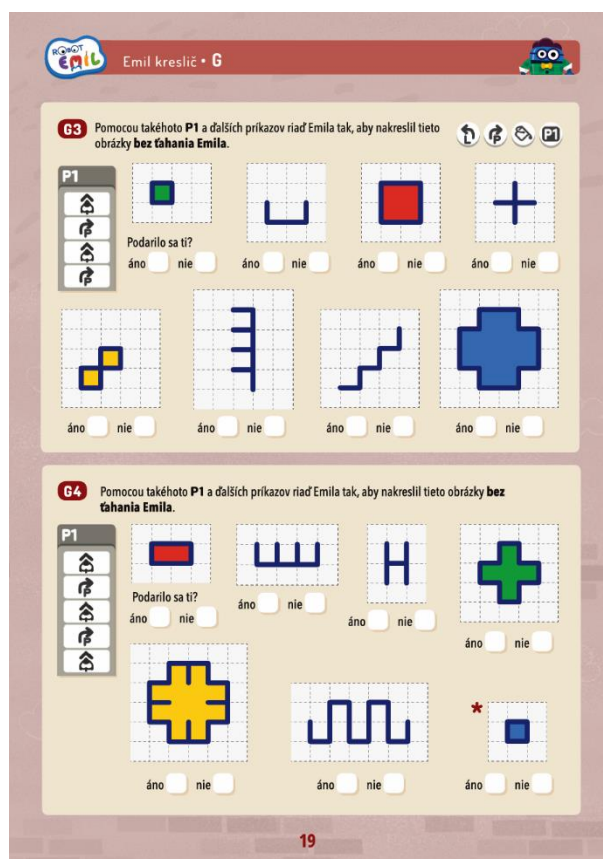 ROBOT
EMIL
Emil kreslič • G
G3 Pomocou takéhoto P1 a ďalších príkazov riaď Emila tak, aby nakreslil tieto
obrázky bez ťahania Emila.
P1
P1
Podarilo sa ti?
áno nie áno nie áno nie áno nie
áno nie áno nie áno nie áno nie
G4 Pomocou takéhoto P1 a ďalších príkazov riaď Emila tak, aby nakreslil tieto obrázky bez
ťahania Emila.
P1
Podarilo sa ti?
áno nie áno nie áno nie áno nie
*
áno nie áno nie áno nie
19